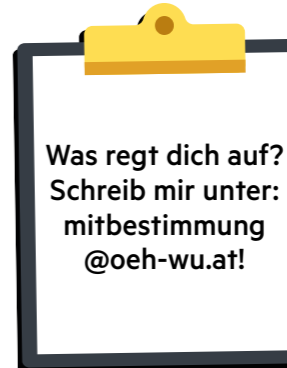 Was regt dich auf?
Schreib mir unter:
mitbestimmung
@oeh-wu.at!